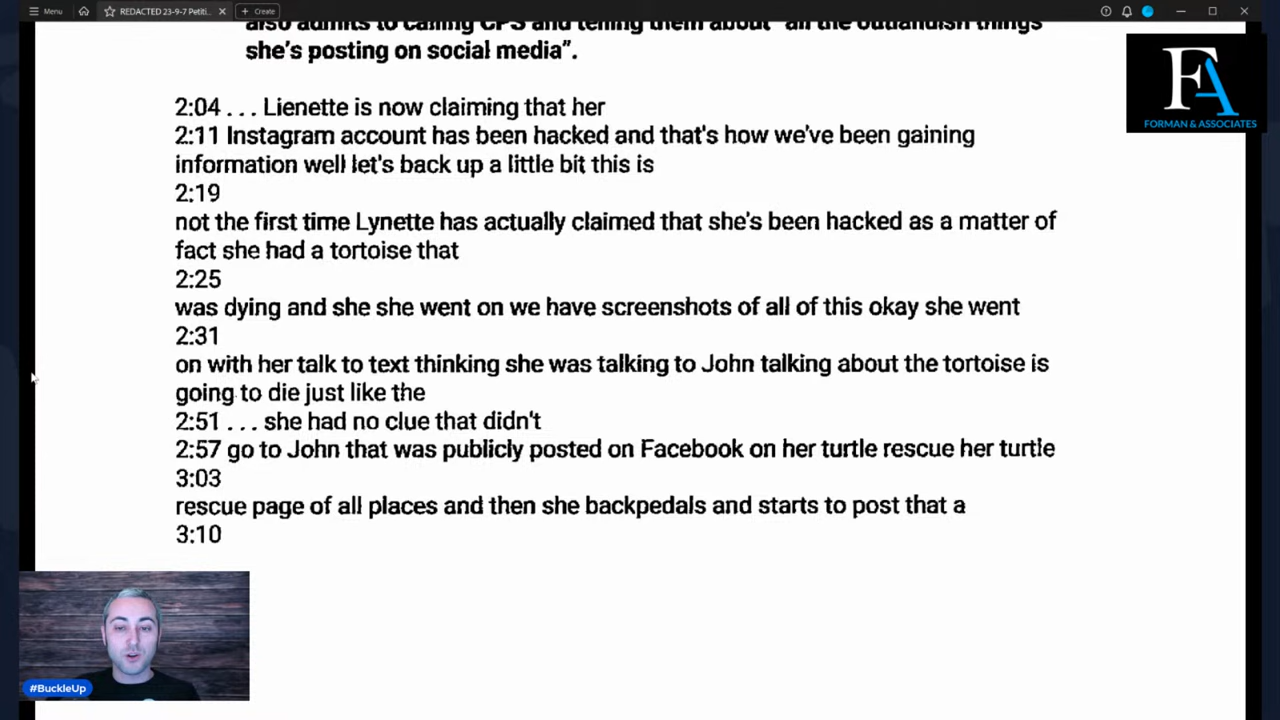 Menu
REDACTED 23-9-7 Petiti...
Create
also admits to calling CPS and telling them about "all the outlandish things
she's posting on social media".
2:04 . . . Lienette is now claiming that her
2:11 Instagram account has been hacked and that's how we've been gaining
information well let's back up a little bit this is
2:19
not the first time Lynette has actually claimed that she's been hacked as a matter of
fact she had a tortoise that
2:25
was dying and she she went on we have screenshots of all of this okay she went
2:31
on with her talk to text thinking she was talking to John talking about the tortoise is
going to die just like the
2:51 . . . she had no clue that didn't
2:57 go to John that was publicly posted on Facebook on her turtle rescue her turtle
3:03
rescue page of all places and then she backpedals and starts to post that a
3:10
FA
FORMAN & ASSOCIATES
#BuckleUp